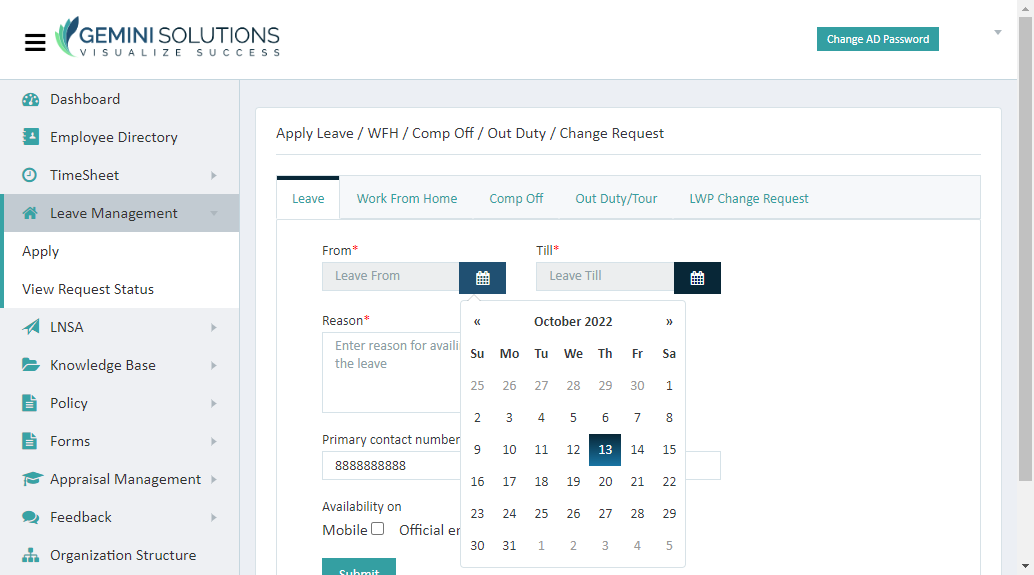 GEMINI SOLUTIONS
VISUALIZE SUCCESS
Change AD Password
Dashboard
Employee Directory
TimeSheet
Leave Management
Apply
View Request Status
LNSA
Knowledge Base
Policy
Forms
Appraisal Management
Feedback
Organization Structure
Apply Leave / WFH / Comp Off / Out Duty / Change Request
Leave Work From Home Comp Off Out Duty/Tour LWP Change Request
From* Till*
Leave From Leave Till
Reason*
Enter reason for
the leave
Primary contact number
8888888888
Availability on
Mobile Official
Submit
« October 2022 »
Su Mo Tu We Th Fr Sa
25 26 27 28 29 30 1
2 3 4 5 6 7 8
9 10 11 12 13 14 15
16 17 18 19 20 21 22
23 24 25 26 27 28 29
30 31 1 2 3 4 5